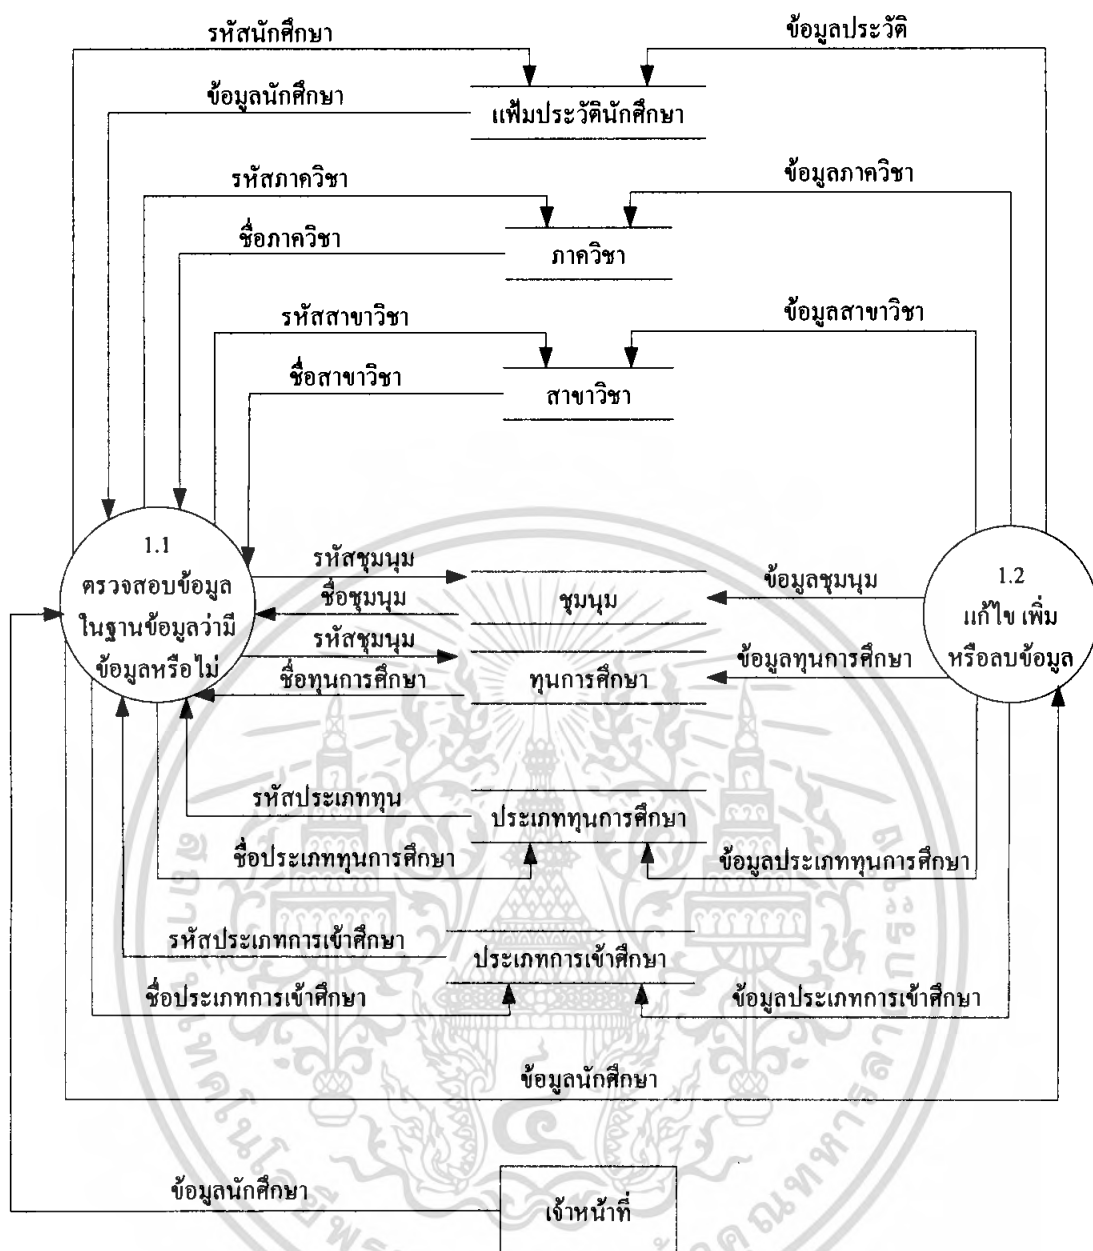 รหัสนักศึกษา
ข้อมูลประวัติ
ข้อมูลนักศึกษา
แฟ้มประวัตินักศึกษา
รหัสภาควิชา
ข้อมูลภาควิชา
ชื่อภาควิชา
ภาควิชา
รหัสสาขาวิชา
ข้อมูลสาขาวิชา
ชื่อสาขาวิชา
สาขาวิชา
1.1
ตรวจสอบข้อมูล
ในฐานข้อมูลว่ามี
ข้อมูลหรือไม่
รหัสชุมนุม
ชื่อชุมนุม
ชุมนุม
ข้อมูลชุมนุม
รหัสชุมนุม
ชื่อทุนการศึกษา
ทุนการศึกษา
ข้อมูลทุนการศึกษา
1.2
แก้ไข เพิ่ม
หรือลบข้อมูล
รหัสประเภททุน
ประเภททุนการศึกษา
ชื่อประเภททุนการศึกษา
ข้อมูลประเภททุนการศึกษา
รหัสประเภทการเข้าศึกษา
ประเภทการเข้าศึกษา
ชื่อประเภทการเข้าศึกษา
ข้อมูลประเภทการเข้าศึกษา
ข้อมูลนักศึกษา
ข้อมูลนักศึกษา
เจ้าหน้าที่